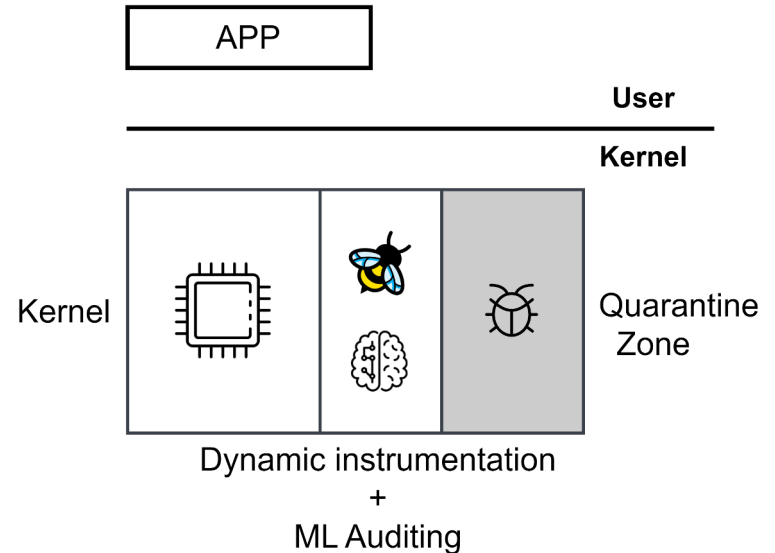 APP
User
Kernel
Kernel
Quarantine
Zone
Dynamic instrumentation
+
ML Auditing